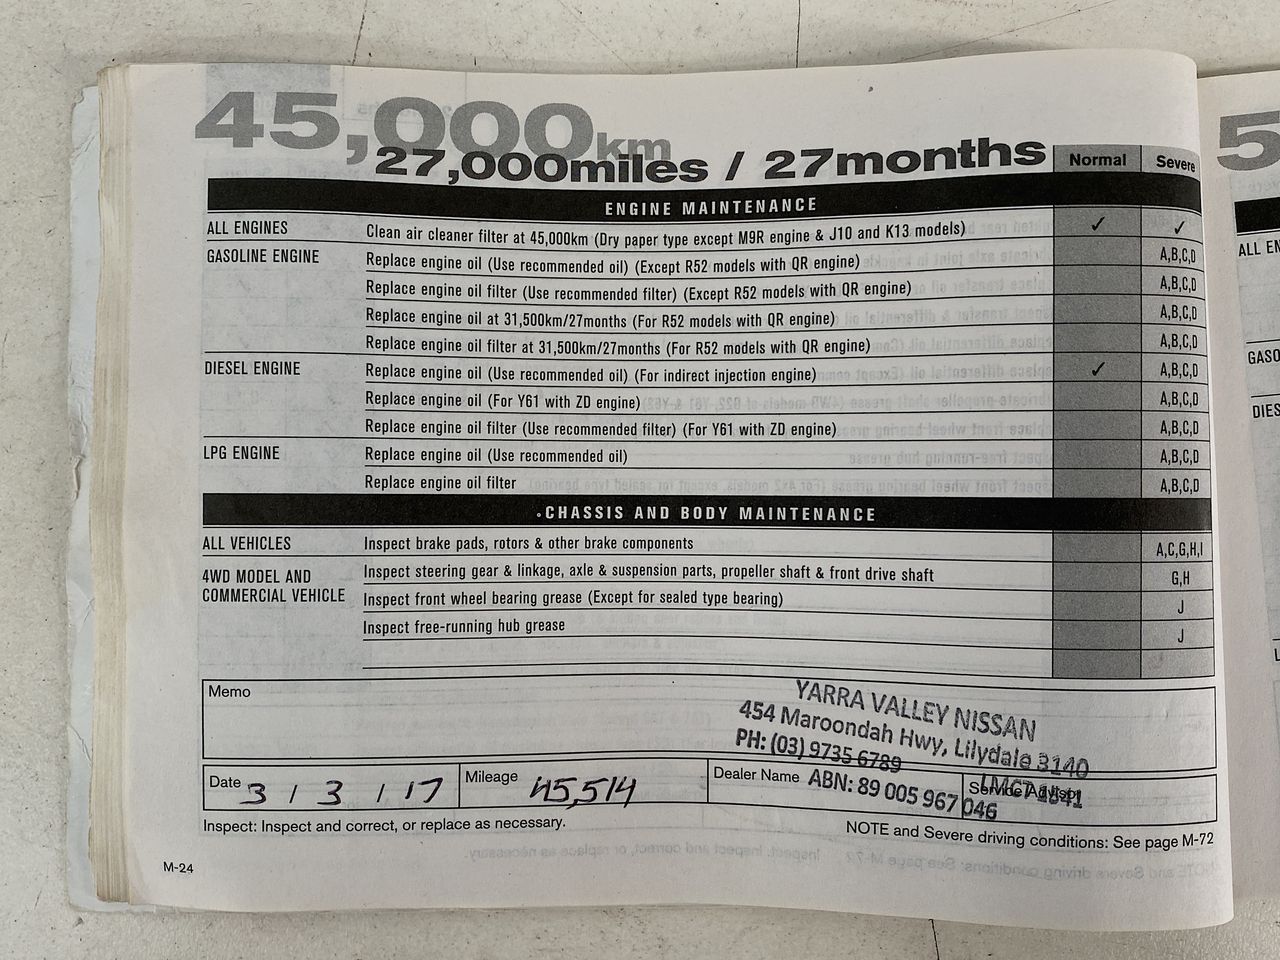 45,000km
27,000miles / 27months
Normal Severe
ENGINE MAINTENANCE
ALL ENGINES Clean air cleaner filter at 45,000km (Dry paper type except M9R engine & J10 and K13 models) ✓ ✓
GASOLINE ENGINE Replace engine oil (Use recommended oil) (Except R52 models with QR engine) A,B,C,D
Replace engine oil filter (Use recommended filter) (Except R52 models with QR engine) A,B,C,D
Replace engine oil at 31,500km/27months (For R52 models with QR engine) A,B,C,D
Replace engine oil filter at 31,500km/27months (For R52 models with QR engine) A,B,C,D
DIESEL ENGINE Replace engine oil (Use recommended oil) (For indirect injection engine) ✓ A,B,C,D
Replace engine oil (For Y61 with ZD engine) A,B,C,D
Replace engine oil filter (Use recommended filter) (For Y61 with ZD engine) A,B,C,D
LPG ENGINE Replace engine oil (Use recommended oil) A,B,C,D
Replace engine oil filter A,B,C,D
CHASSIS AND BODY MAINTENANCE
ALL VEHICLES Inspect brake pads, rotors & other brake components A,C,G,H,I
4WD MODEL AND COMMERCIAL VEHICLE Inspect steering gear & linkage, axle & suspension parts, propeller shaft & front drive shaft G,H
Inspect front wheel bearing grease (Except for sealed type bearing) J
Inspect free-running hub grease J
Memo
YARRA VALLEY NISSAN
454 Maroondah Hwy, Lilydale 3140
PH: (03) 9735 6789
ABN: 89 005 967 046
Date 3 / 3 / 17 Mileage 45,514 Dealer Name Service Advisor
Inspect: Inspect and correct, or replace as necessary.
NOTE and Severe driving conditions: See page M-72
M-24
5
ALL EN
GASO
DIES
L